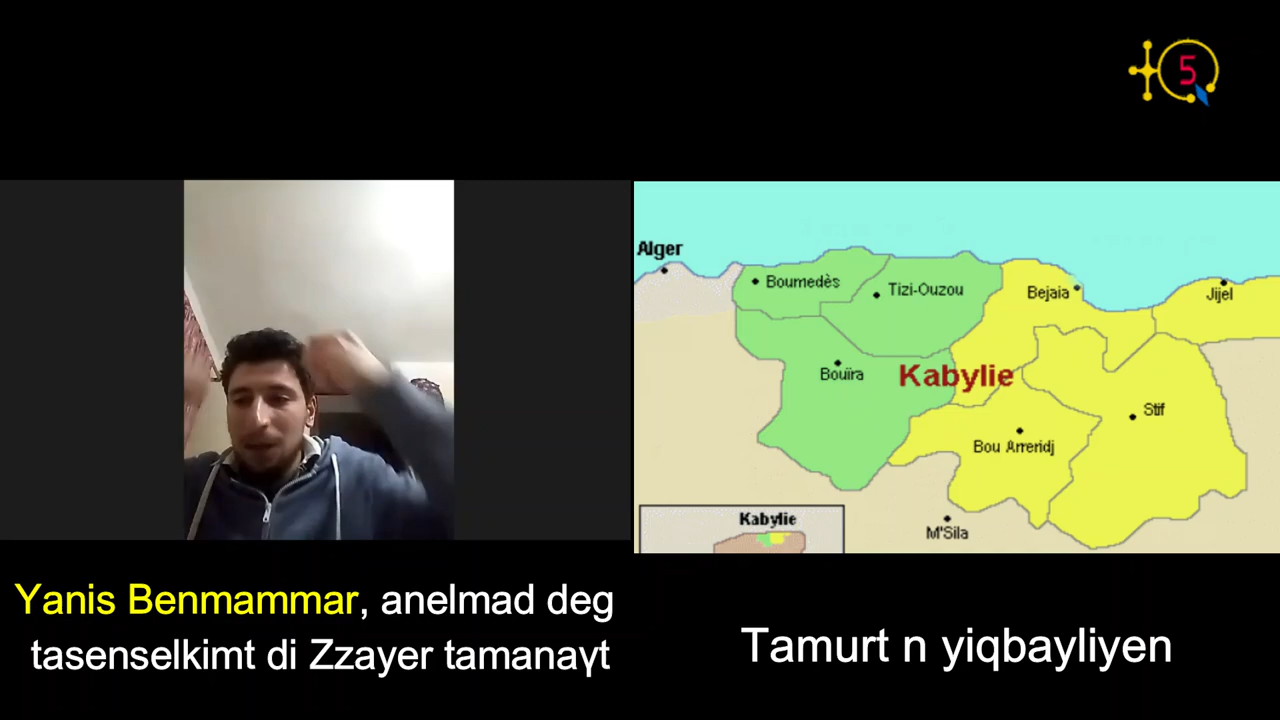 5
Alger
Boumedès
Tizi-Ouzou
Bejaia
Jijel
Bouïra
Kabylie
Stif
Bou Arreridj
M'Sila
Kabylie
Yanis Benmammar, anelmad deg
tasenselkimt di Zzayer tamanaɣt
Tamurt n yiqbayliyen